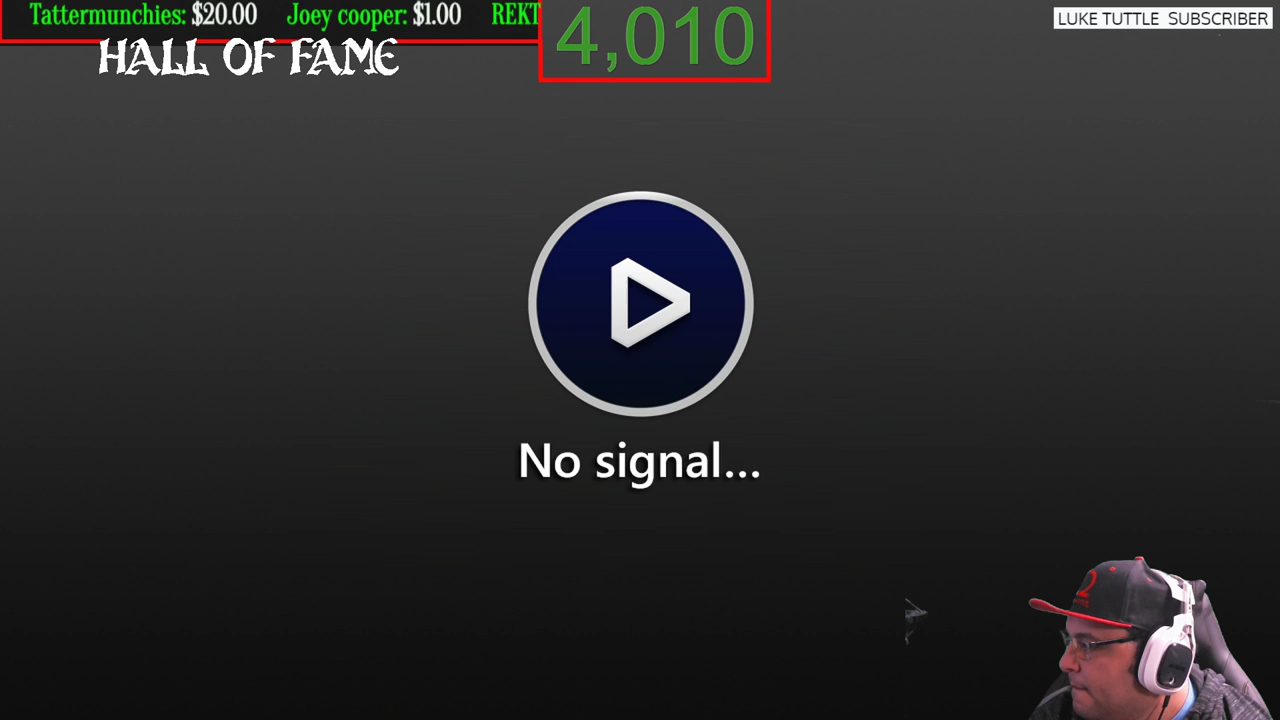 Tattermunchies: $20.00 Joey cooper: $1.00 REKT
4,010
LUKE TUTTLE SUBSCRIBER
HALL OF FAME
No signal...